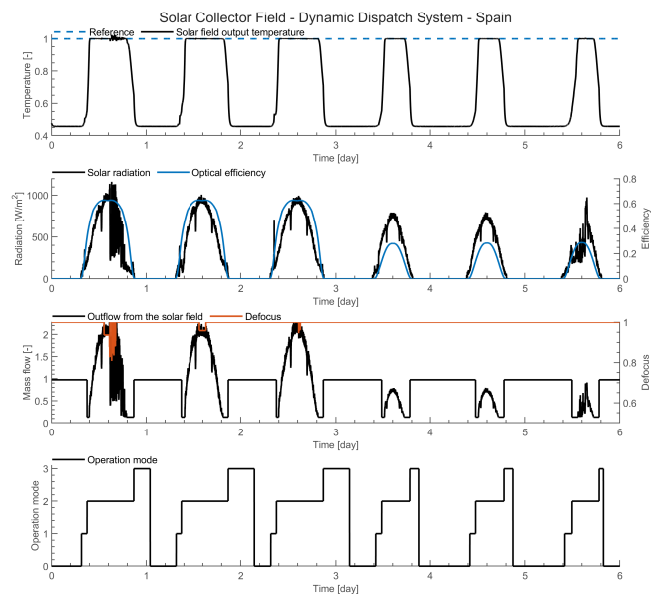 Solar Collector Field - Dynamic Dispatch System - Spain
Reference Solar field output temperature
Temperature [-]
1
0.8
0.6
0.4
0 1 2 3 4 5 6
Time [day]
Solar radiation Optical efficiency
Radiation [W/m2]
1000
500
0
0.8
0.6
0.4
0.2
0
Efficiency
0 1 2 3 4 5 6
Time [day]
Outflow from the solar field Defocus
Mass flow [-]
2
1.5
1
0.5
0
1
0.8
0.6
Defocus
0 1 2 3 4 5 6
Time [day]
Operation mode
Operation mode
3
2
1
0
0 1 2 3 4 5 6
Time [day]